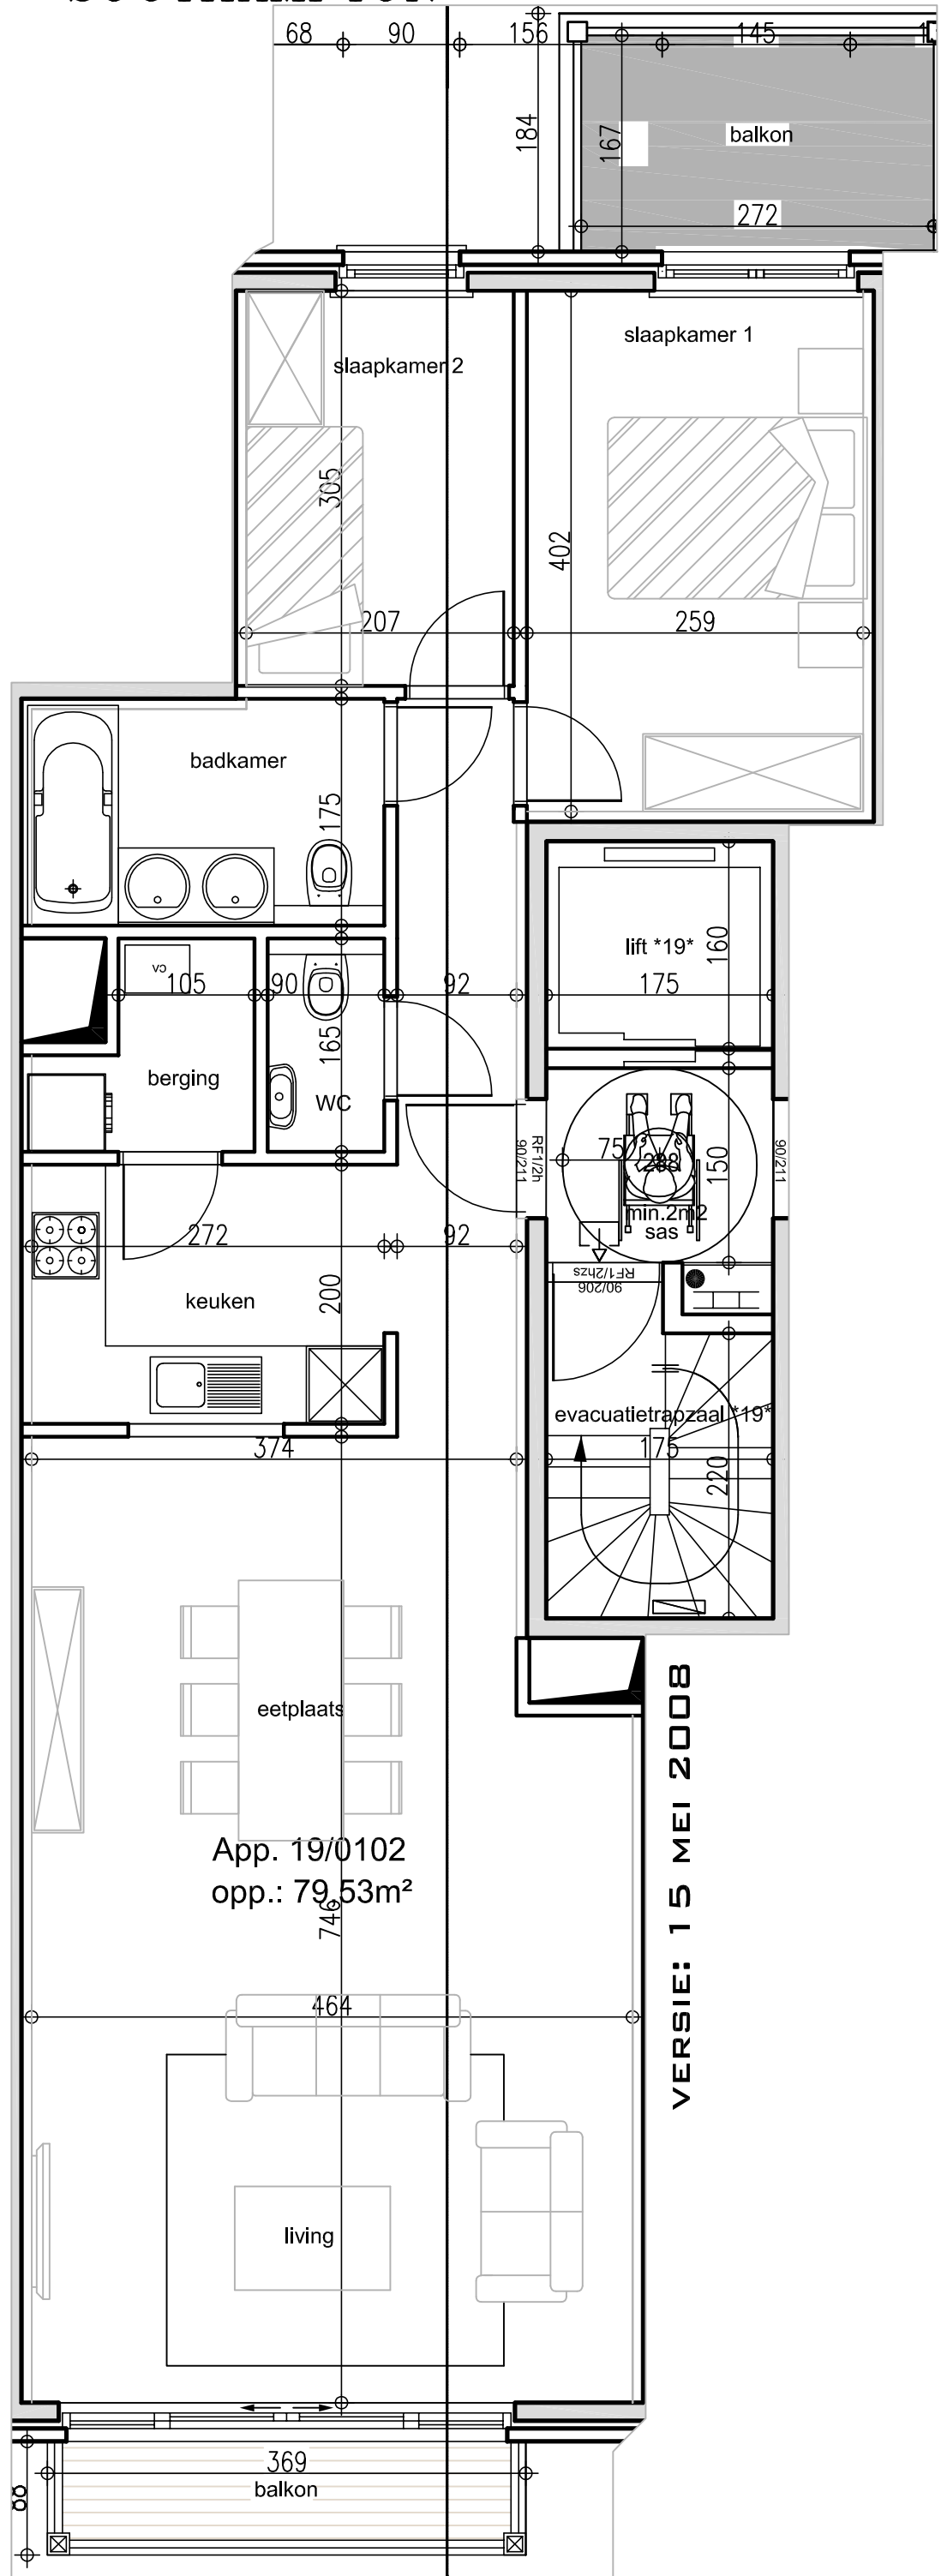 68 90 156 145
184
167
balkon
272
slaapkamer 1
slaapkamer 2
305
402
207
259
badkamer
175
lift *19*
160
175
cv
105 90 92
165
berging
WC
RF1/2h
90/211
75
150
90/211
min.2m2
sas
272
92
200
keuken
RF1/2hzs
90/206
evacuatietrapzaal *19*
175
220
374
eetplaats
App. 19/0102
opp.: 79,53m²
746
VERSIE: 15 MEI 2008
464
living
369
balkon
88